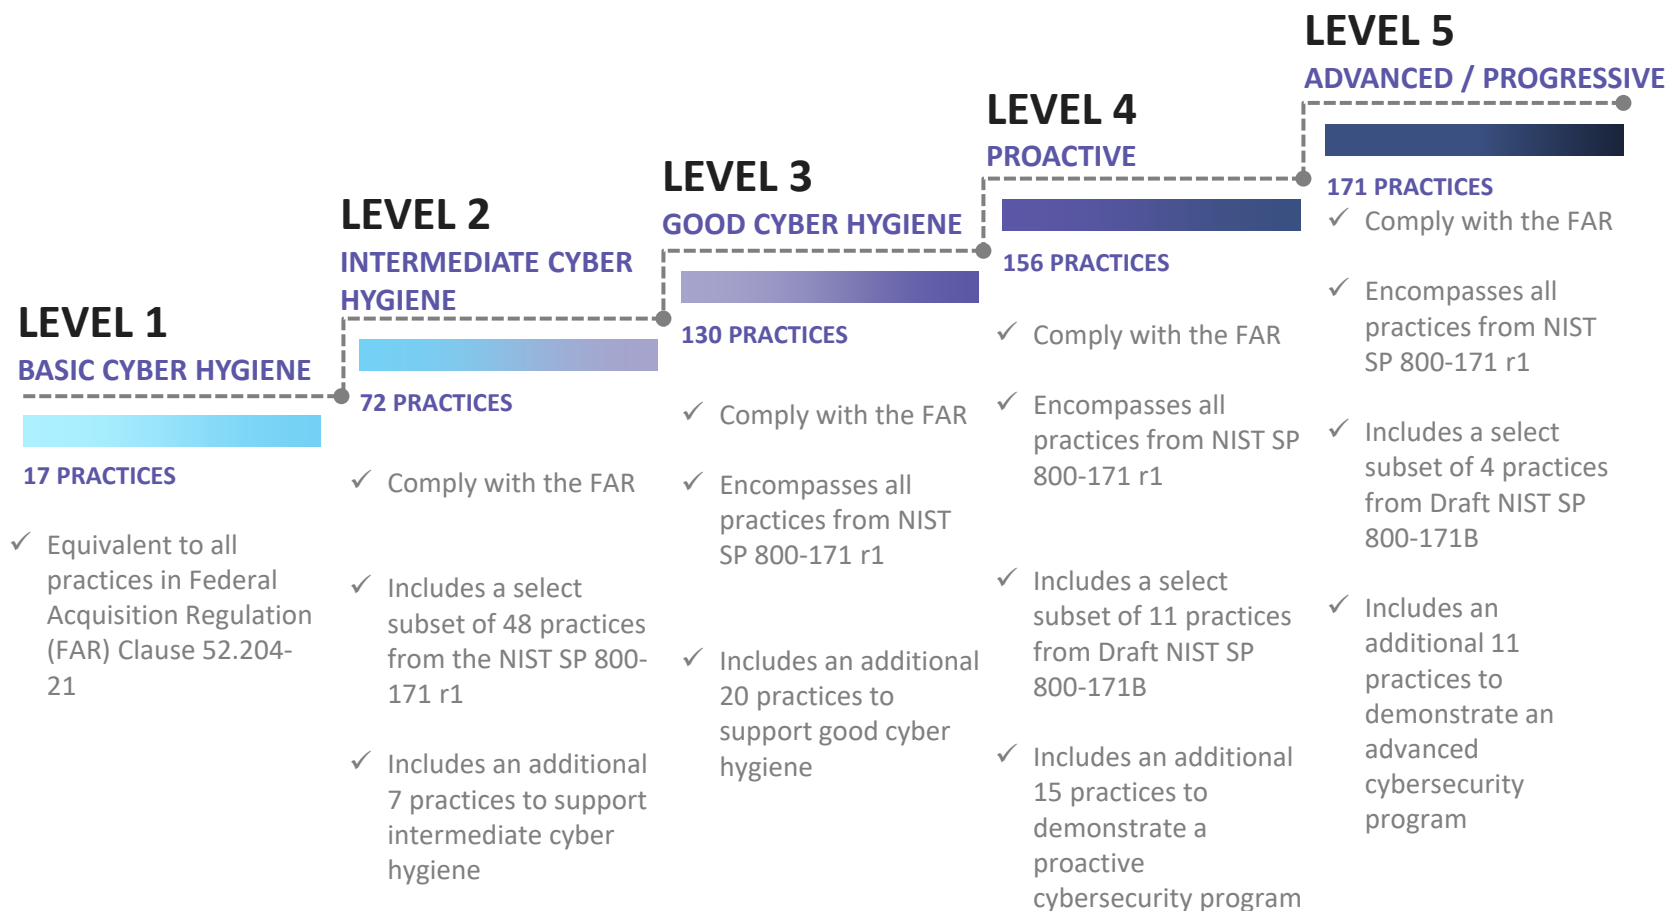 LEVEL 1
BASIC CYBER HYGIENE
17 PRACTICES
✓ Equivalent to all
practices in Federal
Acquisition Regulation
(FAR) Clause 52.204-
21
LEVEL 2
INTERMEDIATE CYBER
HYGIENE
72 PRACTICES
✓ Comply with the FAR
✓ Includes a select
subset of 48 practices
from the NIST SP 800-
171 r1
✓ Includes an additional
7 practices to support
intermediate cyber
hygiene
LEVEL 3
GOOD CYBER HYGIENE
130 PRACTICES
✓ Comply with the FAR
✓ Encompasses all
practices from NIST
SP 800-171 r1
✓ Includes an additional
20 practices to
support good cyber
hygiene
LEVEL 4
PROACTIVE
156 PRACTICES
✓ Comply with the FAR
✓ Encompasses all
practices from NIST SP
800-171 r1
✓ Includes a select
subset of 11 practices
from Draft NIST SP
800-171B
✓ Includes an additional
15 practices to
demonstrate a
proactive
cybersecurity program
LEVEL 5
ADVANCED / PROGRESSIVE
171 PRACTICES
✓ Comply with the FAR
✓ Encompasses all
practices from NIST
SP 800-171 r1
✓ Includes a select
subset of 4 practices
from Draft NIST SP
800-171B
✓ Includes an
additional 11
practices to
demonstrate an
advanced
cybersecurity
program